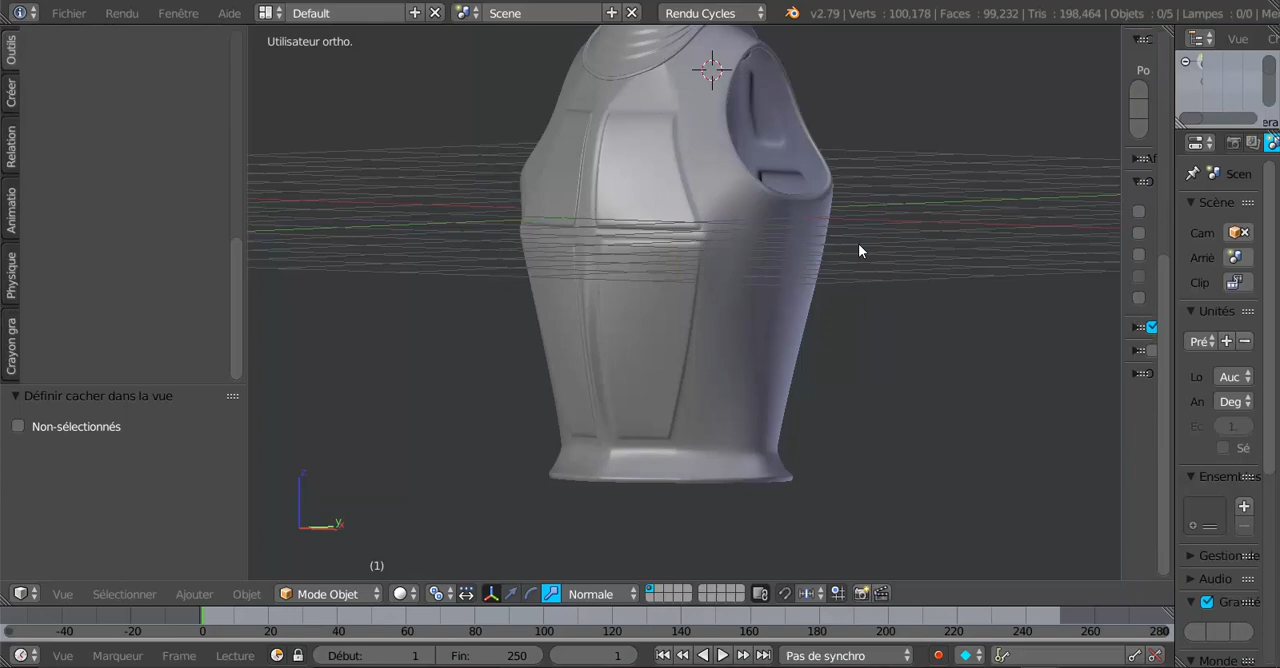 Fichier Rendu Fenêtre Aide Default Scene Rendu Cycles v2.79 | Verts : 100,178 | Faces : 99,232 | Tris : 198,464 | Objets : 0/5 | Lampes : 0/0 | Me
Utilisateur ortho.
Outils
Créer
Relation
Animatio
Physique
Crayon gra
Définir cacher dans la vue
Non-sélectionnés
z
y
x
(1)
Po
Vue
era
Scen
Scène
Cam
Arriè
Clip
Unités
Pré
Lo Auc
An Deg
Éc 1.
Sé
Ensembl
Gestion
Audio
Gra
Monde
Vue Sélectionner Ajouter Objet Mode Objet Normale
-40 -20 0 20 40 60 80 100 120 140 160 180 200 220 240 260 280
Vue Marqueur Frame Lecture Début: 1 Fin: 250 1 Pas de synchro